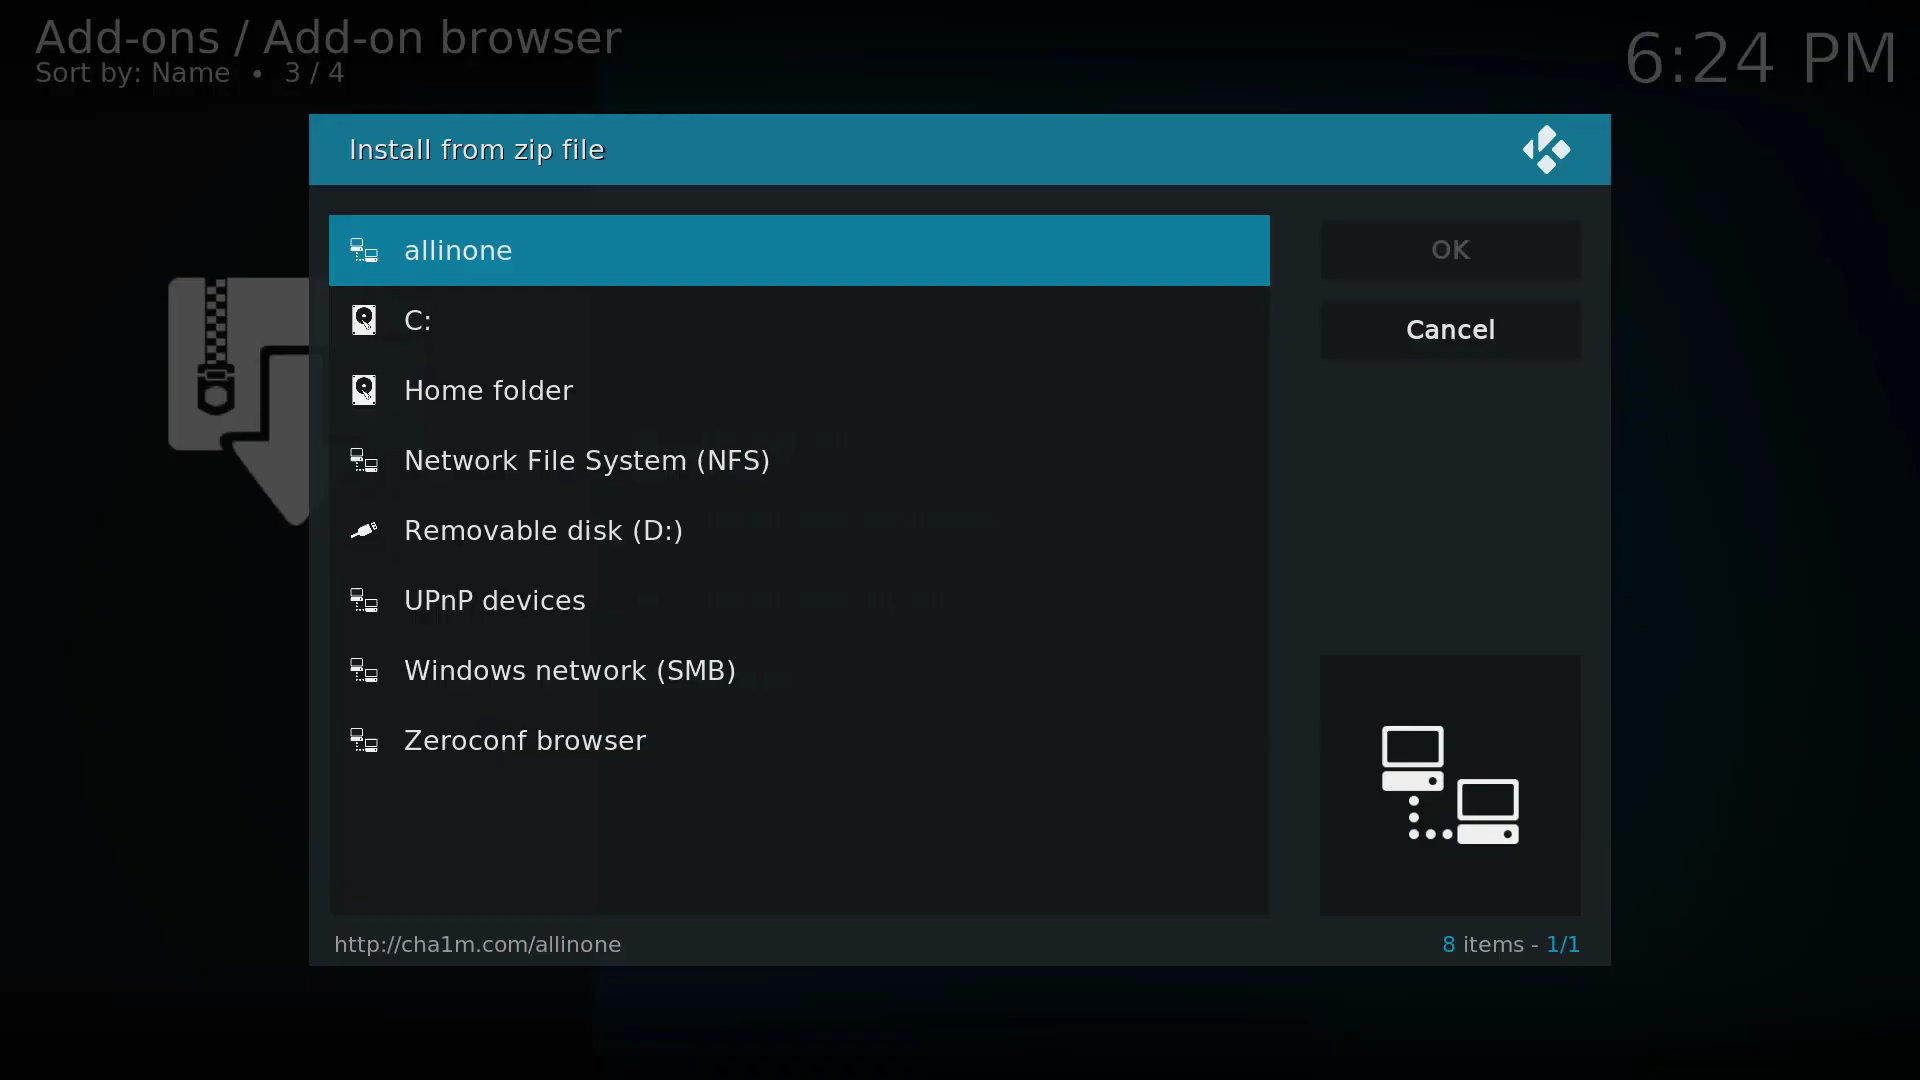 Add-ons / Add-on browser
Sort by: Name • 3 / 4
6:24 PM
Install from zip file
allinone
OK
C:
Cancel
Home folder
Network File System (NFS)
Removable disk (D:)
UPnP devices
Windows network (SMB)
Zeroconf browser
http://cha1m.com/allinone
8 items - 1/1